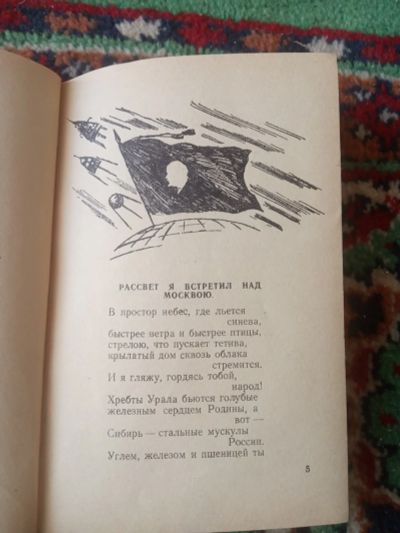 РАССВЕТ Я ВСТРЕТИЛ НАД
МОСКВОЮ
В простор небес, где льется
синева,
быстрее ветра и быстрее птицы,
стрелою, что пускает тетива,
крылатый дом сквозь облака
стремится.
И я гляжу, гордясь тобой,
народ!
Хребты Урала бьются голубые
железным сердцем Родины, а
вот —
Сибирь — стальные мускулы
России.
Углем, железом и пшеницей ты
5